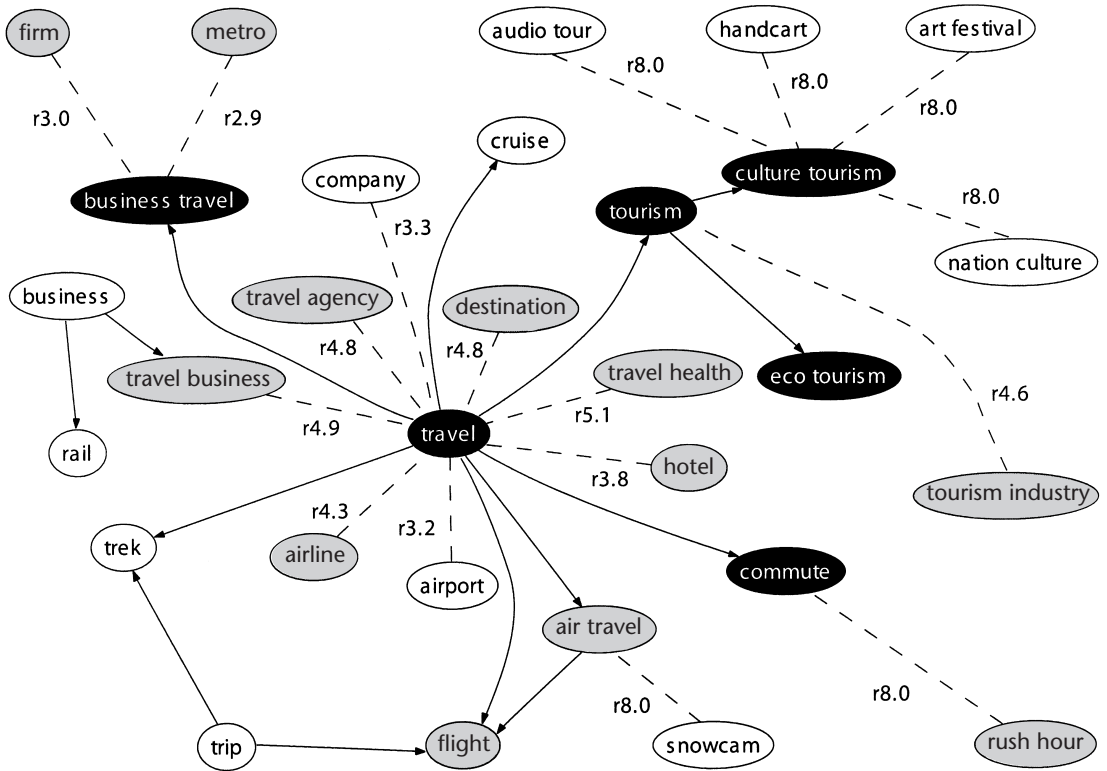 firm
metro
audio tour
handcart
art festival
r8.0
r8.0
r8.0
r3.0
r2.9
cruise
company
culture tourism
business travel
tourism
r8.0
r3.3
nation culture
business
travel agency
destination
r4.8
r4.8
travel business
travel health
eco tourism
r4.6
r5.1
r4.9
travel
rail
hotel
r3.8
tourism industry
r4.3
r3.2
trek
airline
airport
commute
air travel
r8.0
r8.0
trip
flight
snowcam
rush hour